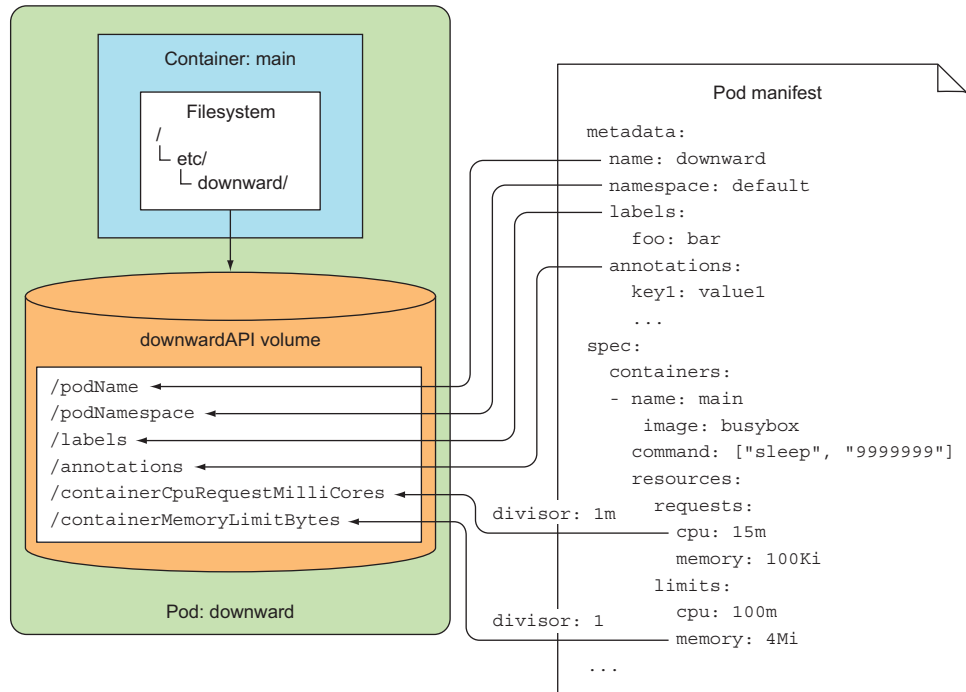 Container: main
Filesystem
/
etc/
downward/
downwardAPI volume
/podName
/podNamespace
/labels
/annotations
/containerCpuRequestMilliCores
/containerMemoryLimitBytes
Pod: downward
divisor: 1m
divisor: 1
Pod manifest
metadata:
name: downward
namespace: default
labels:
foo: bar
annotations:
key1: value1
...
spec:
containers:
- name: main
image: busybox
command: ["sleep", "9999999"]
resources:
requests:
cpu: 15m
memory: 100Ki
limits:
cpu: 100m
memory: 4Mi
...